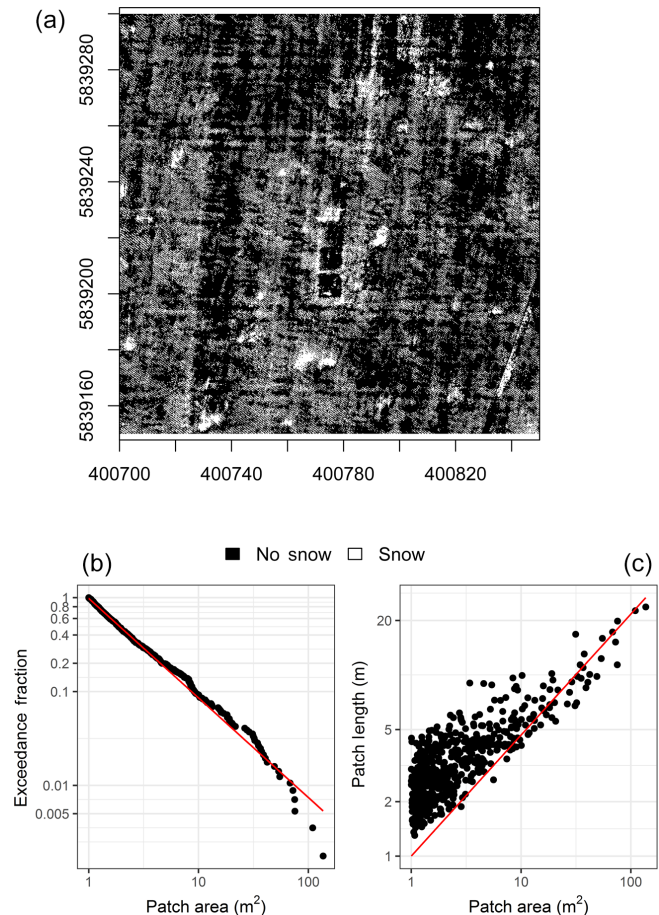 (a)
5839280
5839240
5839200
5839160
400700 400740 400780 400820
No snow Snow
(b) (c)
Exceedance fraction
1
0.8
0.6
0.4
0.2
0.1
0.01
0.005
1 10 100
Patch area (m²)
Patch length (m)
20
5
2
1
1 10 100
Patch area (m²)